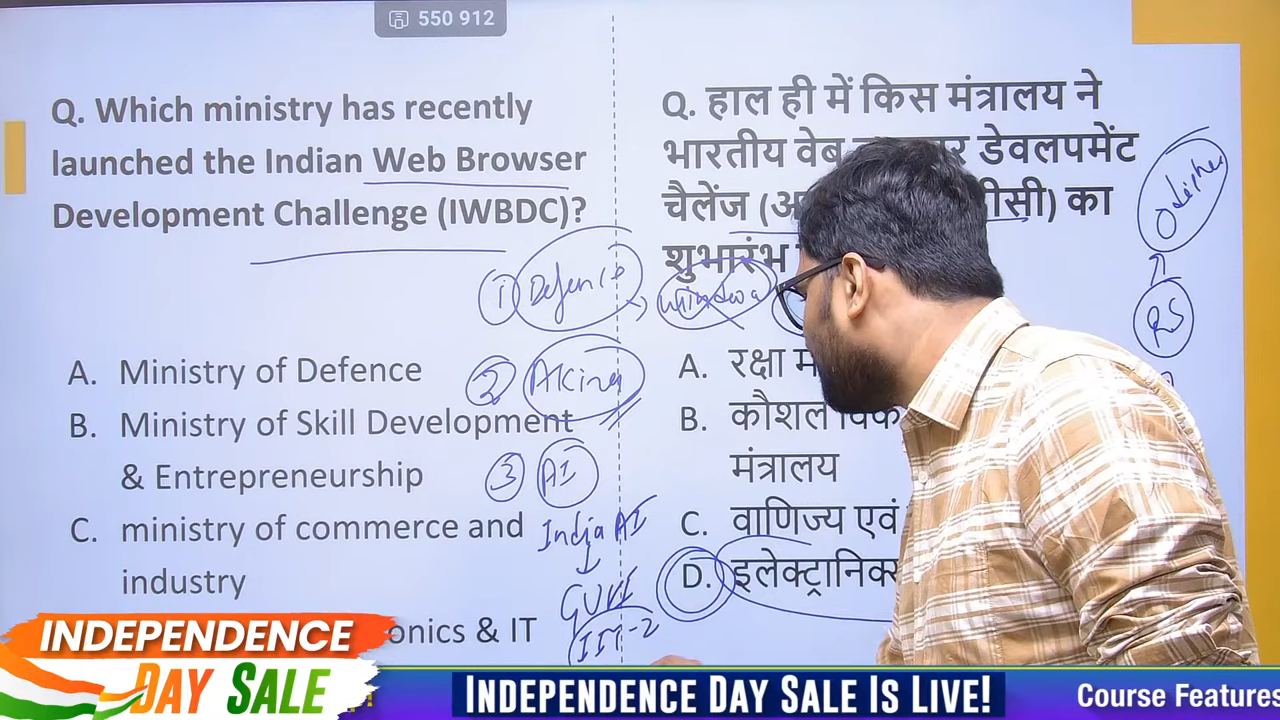 550 912
Q. Which ministry has recently
launched the Indian Web Browser
Development Challenge (IWBDC)?
A. Ministry of Defence
B. Ministry of Skill Development
& Entrepreneurship
C. ministry of commerce and
industry
onics & IT
1 Defence
2
3 AI
India AI
IIT-2
Q. हाल ही में किस मंत्रालय ने
भारतीय वेब डेवलपमेंट
चैलेंज का
शुभारंभ
A. रक्षा
B. कौशल
मंत्रालय
C. वाणिज्य एवं
D. इलेक्ट्रानिक्स
RS
INDEPENDENCE
DAY SALE
INDEPENDENCE DAY SALE IS LIVE!
Course Features